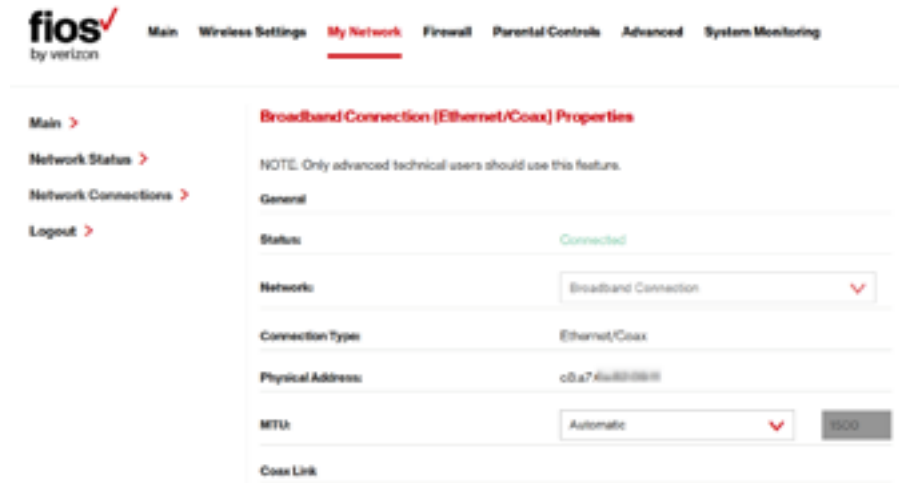 fios
by verizon
Main Wireless Settings My Network Firewall Parental Controls Advanced System Monitoring
Main >
Network Status >
Network Connections >
Logout >
Broadband Connection (Ethernet/Coax) Properties
NOTE: Only advanced technical users should use this feature.
General
Status: Connected
Network: Broadband Connection
Connection Type: Ethernet/Coax
Physical Address: c8:a7:
MTU: Automatic 1500
Coax Link